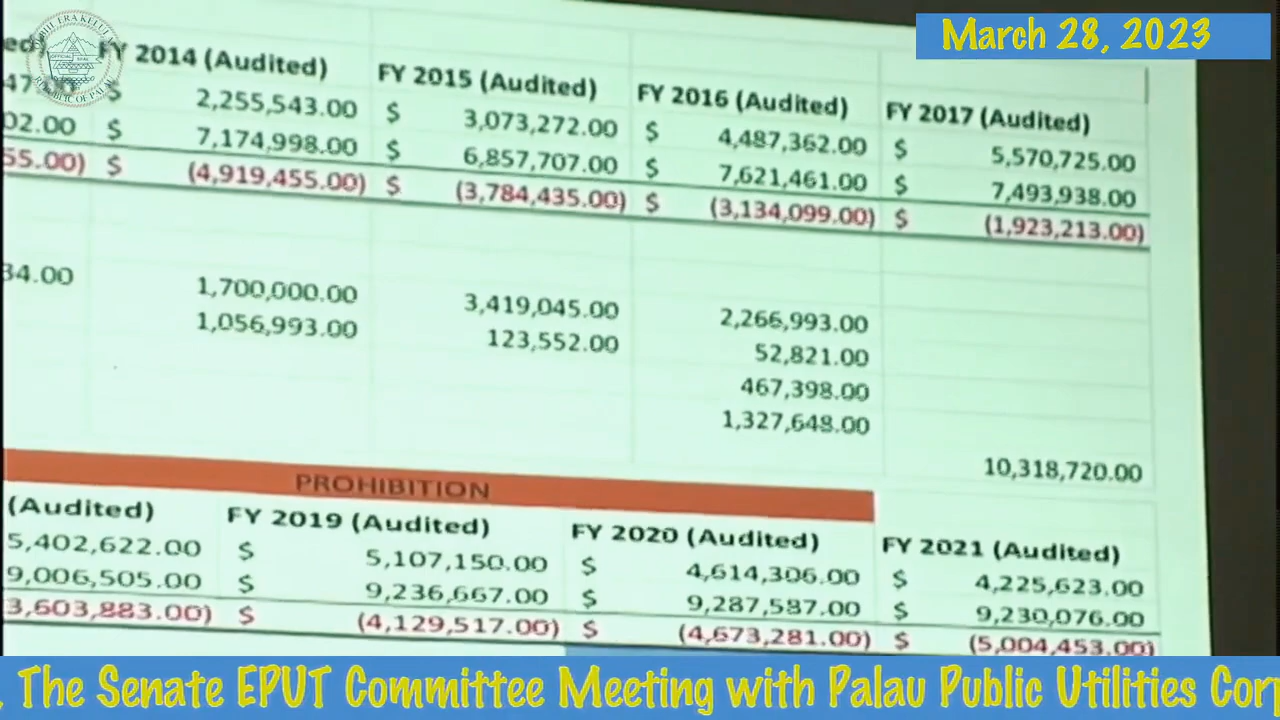 March 28, 2023
FY 2014 (Audited) FY 2015 (Audited) FY 2016 (Audited) FY 2017 (Audited)
$ 2,255,543.00 $ 3,073,272.00 $ 4,487,362.00 $ 5,570,725.00
02.00 $ 7,174,998.00 $ 6,857,707.00 $ 7,621,461.00 $ 7,493,938.00
55.00) $ (4,919,455.00) $ (3,784,435.00) $ (3,134,099.00) $ (1,923,213.00)
34.00 1,700,000.00 3,419,045.00 2,266,993.00
1,056,993.00 123,552.00 52,821.00
467,398.00
1,327,648.00
10,318,720.00
PROHIBITION
(Audited) FY 2019 (Audited) FY 2020 (Audited) FY 2021 (Audited)
5,402,622.00 $ 5,107,150.00 $ 4,614,306.00 $ 4,225,623.00
9,006,505.00 $ 9,236,667.00 $ 9,287,587.00 $ 9,230,076.00
3,603,883.00) $ (4,129,517.00) $ (4,673,281.00) $ (5,004,453.00)
The Senate EPUT Committee Meeting with Palau Public Utilities Corp